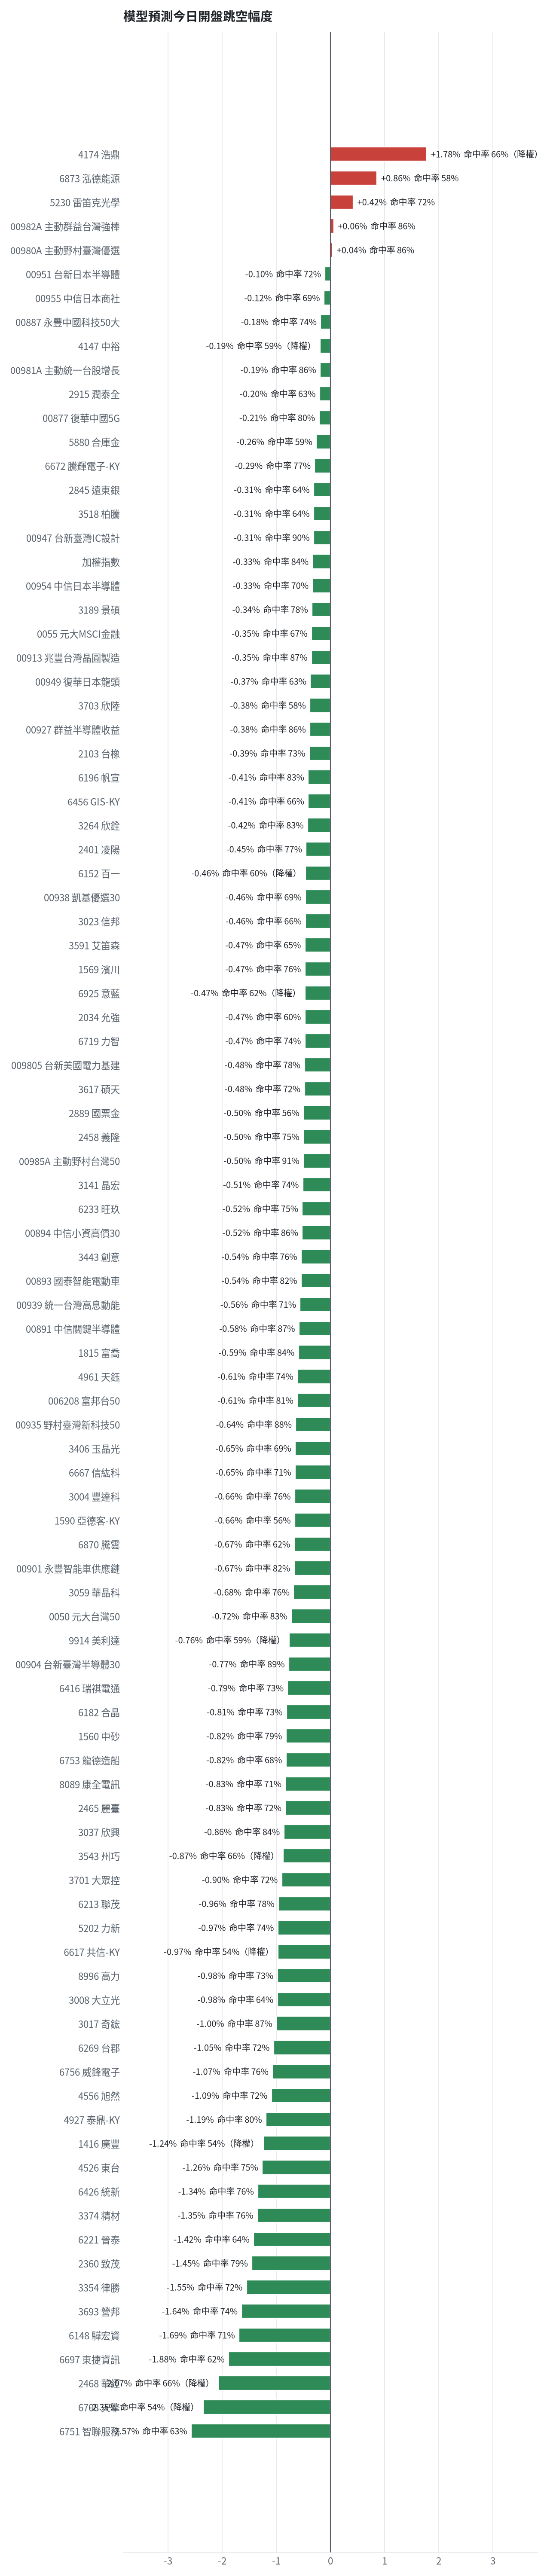 模型預測今日開盤跳空幅度
4174 浩鼎 +1.78% 命中率 66%（降權）
6873 泓德能源 +0.86% 命中率 58%
5230 雷笛克光學 +0.42% 命中率 72%
00982A 主動群益台灣強棒 +0.06% 命中率 86%
00980A 主動野村臺灣優選 +0.04% 命中率 86%
00951 台新日本半導體 -0.10% 命中率 72%
00955 中信日本商社 -0.12% 命中率 69%
00887 永豐中國科技50大 -0.18% 命中率 74%
4147 中裕 -0.19% 命中率 59%（降權）
00981A 主動統一台股增長 -0.19% 命中率 86%
2915 潤泰全 -0.20% 命中率 63%
00877 復華中國5G -0.21% 命中率 80%
5880 合庫金 -0.26% 命中率 59%
6672 騰輝電子-KY -0.29% 命中率 77%
2845 遠東銀 -0.31% 命中率 64%
3518 柏騰 -0.31% 命中率 64%
00947 台新臺灣IC設計 -0.31% 命中率 90%
加權指數 -0.33% 命中率 84%
00954 中信日本半導體 -0.33% 命中率 70%
3189 景碩 -0.34% 命中率 78%
0055 元大MSCI金融 -0.35% 命中率 67%
00913 兆豐台灣晶圓製造 -0.35% 命中率 87%
00949 復華日本龍頭 -0.37% 命中率 63%
3703 欣陸 -0.38% 命中率 58%
00927 群益半導體收益 -0.38% 命中率 86%
2103 台橡 -0.39% 命中率 73%
6196 帆宣 -0.41% 命中率 83%
6456 GIS-KY -0.41% 命中率 66%
3264 欣銓 -0.42% 命中率 83%
2401 凌陽 -0.45% 命中率 77%
6152 百一 -0.46% 命中率 60%（降權）
00938 凱基優選30 -0.46% 命中率 69%
3023 信邦 -0.46% 命中率 66%
3591 艾笛森 -0.47% 命中率 65%
1569 濱川 -0.47% 命中率 76%
6925 意藍 -0.47% 命中率 62%（降權）
2034 允強 -0.47% 命中率 60%
6719 力智 -0.47% 命中率 74%
009805 台新美國電力基建 -0.48% 命中率 78%
3617 碩天 -0.48% 命中率 72%
2889 國票金 -0.50% 命中率 56%
2458 義隆 -0.50% 命中率 75%
00985A 主動野村台灣50 -0.50% 命中率 91%
3141 晶宏 -0.51% 命中率 74%
6233 旺玖 -0.52% 命中率 75%
00894 中信小資高價30 -0.52% 命中率 86%
3443 創意 -0.54% 命中率 76%
00893 國泰智能電動車 -0.54% 命中率 82%
00939 統一台灣高息動能 -0.56% 命中率 71%
00891 中信關鍵半導體 -0.58% 命中率 87%
1815 富喬 -0.59% 命中率 84%
4961 天鈺 -0.61% 命中率 74%
006208 富邦台50 -0.61% 命中率 81%
00935 野村臺灣新科技50 -0.64% 命中率 88%
3406 玉晶光 -0.65% 命中率 69%
6667 信紘科 -0.65% 命中率 71%
3004 豐達科 -0.66% 命中率 76%
1590 亞德客-KY -0.66% 命中率 56%
6870 騰雲 -0.67% 命中率 62%
00901 永豐智能車供應鏈 -0.67% 命中率 82%
3059 華晶科 -0.68% 命中率 76%
0050 元大台灣50 -0.72% 命中率 83%
9914 美利達 -0.76% 命中率 59%（降權）
00904 台新臺灣半導體30 -0.77% 命中率 89%
6416 瑞祺電通 -0.79% 命中率 73%
6182 合晶 -0.81% 命中率 73%
1560 中砂 -0.82% 命中率 79%
6753 龍德造船 -0.82% 命中率 68%
8089 康全電訊 -0.83% 命中率 71%
2465 麗臺 -0.83% 命中率 72%
3037 欣興 -0.86% 命中率 84%
3543 州巧 -0.87% 命中率 66%（降權）
3701 大眾控 -0.90% 命中率 72%
6213 聯茂 -0.96% 命中率 78%
5202 力新 -0.97% 命中率 74%
6617 共信-KY -0.97% 命中率 54%（降權）
8996 高力 -0.98% 命中率 73%
3008 大立光 -0.98% 命中率 64%
3017 奇鋐 -1.00% 命中率 87%
6269 台郡 -1.05% 命中率 72%
6756 威鋒電子 -1.07% 命中率 76%
4556 旭然 -1.09% 命中率 72%
4927 泰鼎-KY -1.19% 命中率 80%
1416 廣豐 -1.24% 命中率 54%（降權）
4526 東台 -1.26% 命中率 75%
6426 統新 -1.34% 命中率 76%
3374 精材 -1.35% 命中率 76%
6221 晉泰 -1.42% 命中率 64%
2360 致茂 -1.45% 命中率 79%
3354 律勝 -1.55% 命中率 72%
3693 營邦 -1.64% 命中率 74%
6148 驊宏資 -1.69% 命中率 71%
6697 東捷資訊 -1.88% 命中率 62%
2468 命中率 66%（降權）
命中率 54%（降權）
6751 智聯服務 -2.57% 命中率 63%
-3 -2 -1 0 1 2 3